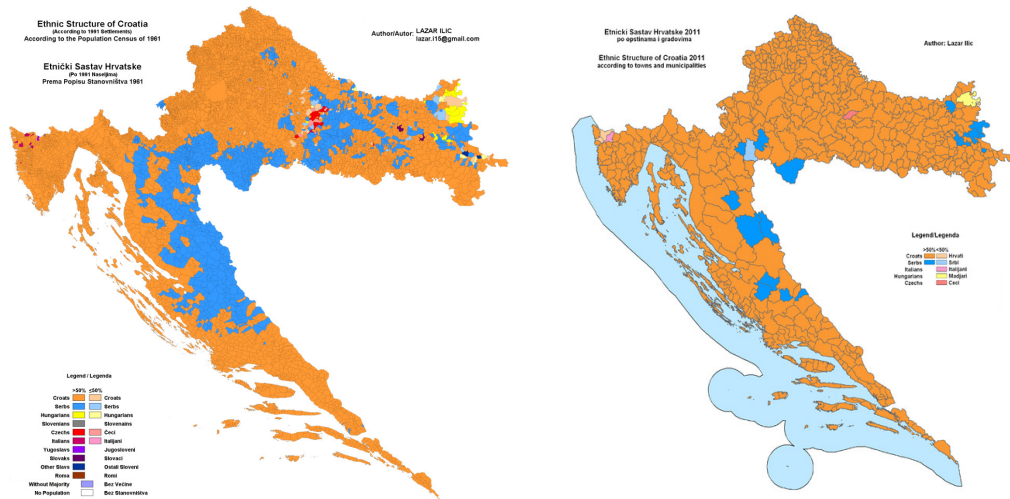 Ethnic Structure of Croatia
(According to 1991 Settlements)
According to the Population Census of 1961
Author/Autor: LAZAR ILIC
lazar.i15@gmail.com
Etnički Sastav Hrvatske
(Po 1991 Naseljima)
Prema Popisu Stanovništva 1961
Legend / Legenda
>50% ≤50%
Croats Croats
Serbs Serbs
Hungarians Hungarians
Slovenians Slovenains
Czechs Česi
Italians Italijani
Yugoslavs Jugosloveni
Slovaks Slovaci
Other Slavs Ostali Sloveni
Roma Romi
Without Majority Bez Većine
No Population Bez Stanovništva
Etnicki Sastav Hrvatske 2011
po opstinama i gradovima
Ethnic Structure of Croatia 2011
according to towns and municipalities
Author: Lazar Ilic
Legend/Legenda
>50% <50%
Croats Hrvati
Serbs Srbi
Italians Italijani
Hungarians Madjari
Czechs Cesi